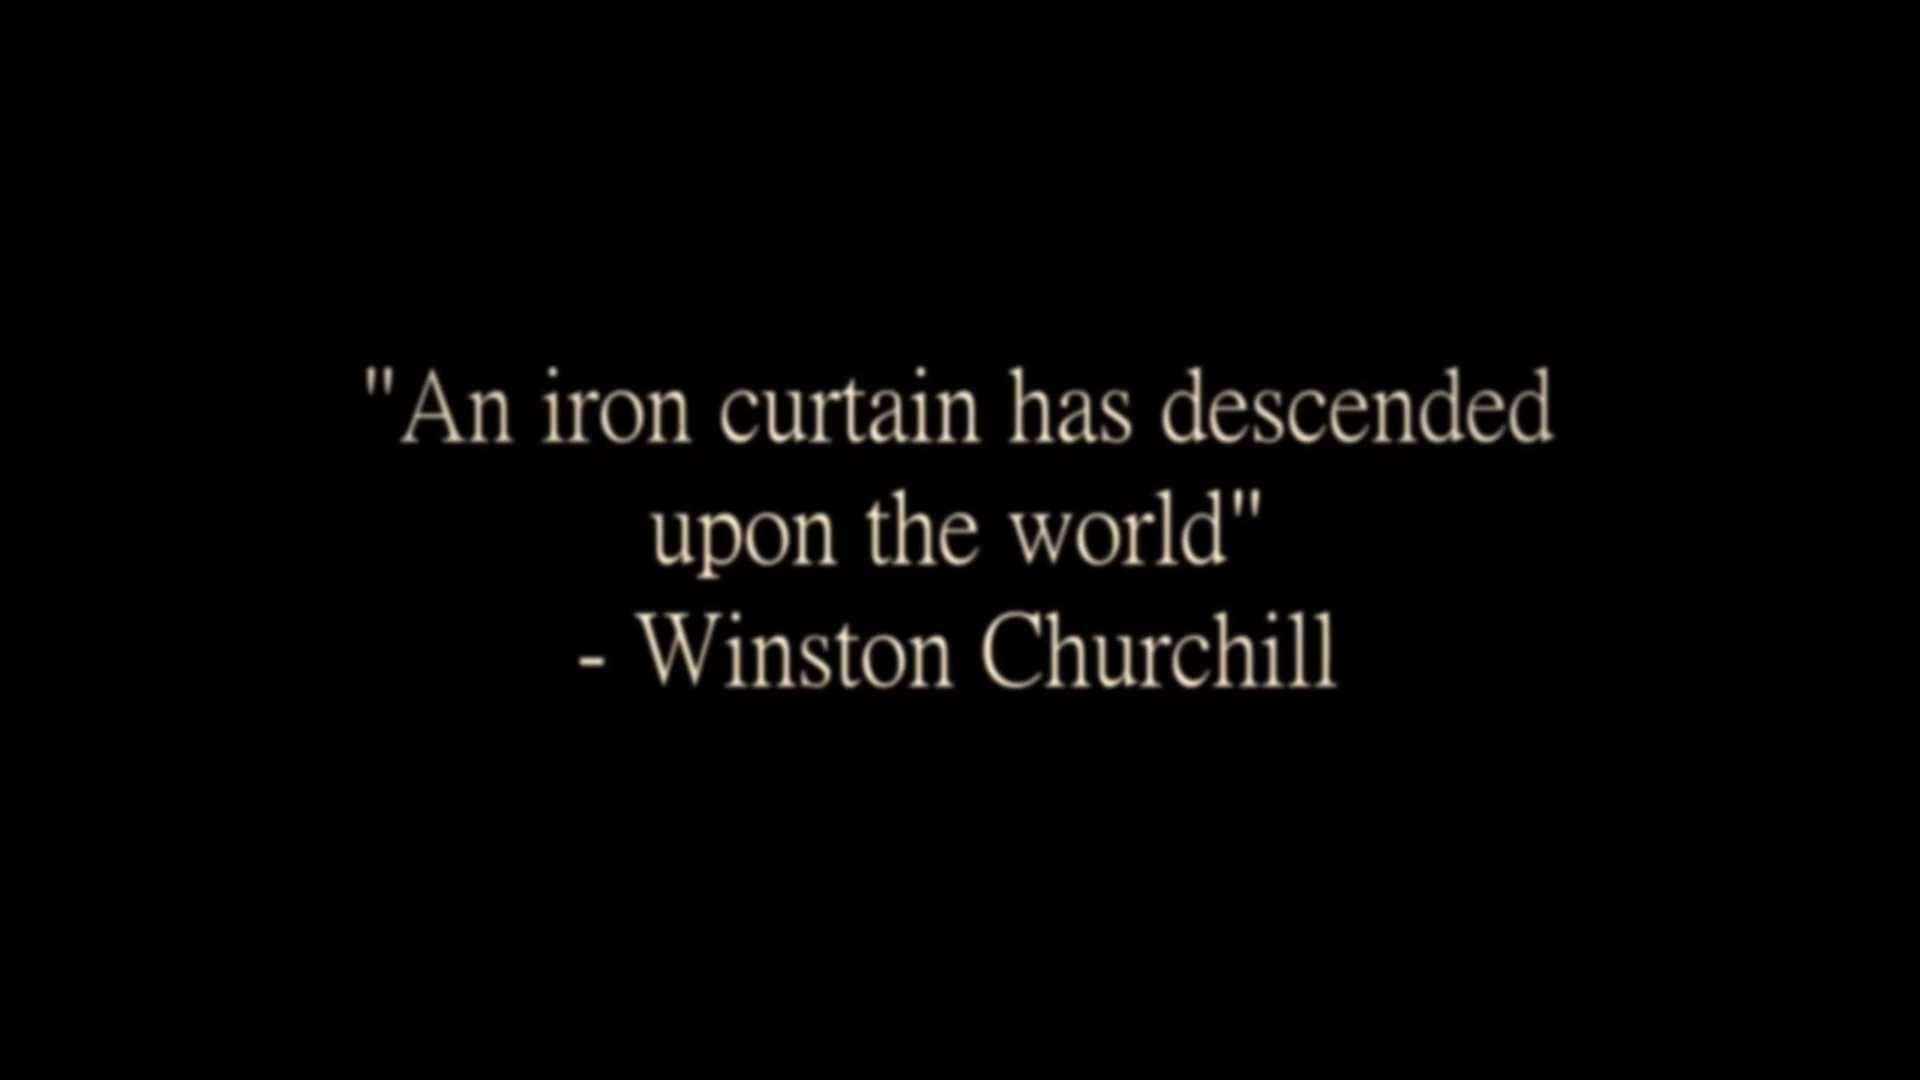 "An iron curtain has descended
upon the world"
- Winston Churchill